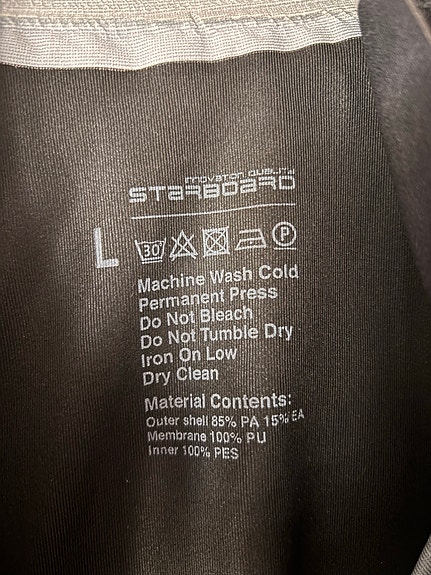 INNOVATION QUALITY
STARBOARD
L
30°
P
Machine Wash Cold
Permanent Press
Do Not Bleach
Do Not Tumble Dry
Iron On Low
Dry Clean
Material Contents:
Outer shell 85% PA 15% EA
Membrane 100% PU
Inner 100% PES